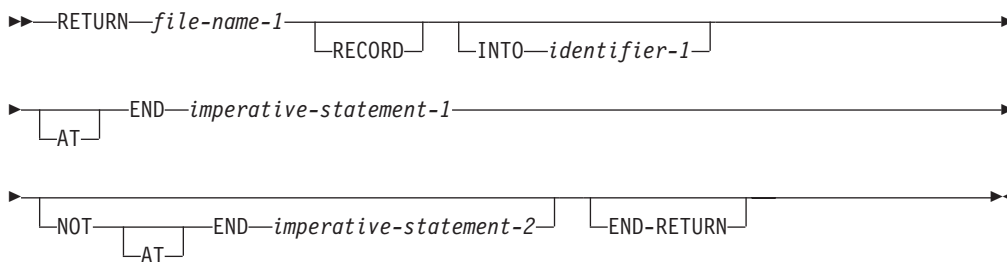 RETURN file-name-1
RECORD INTO identifier-1
END imperative-statement-1
AT
NOT END imperative-statement-2 END-RETURN
AT